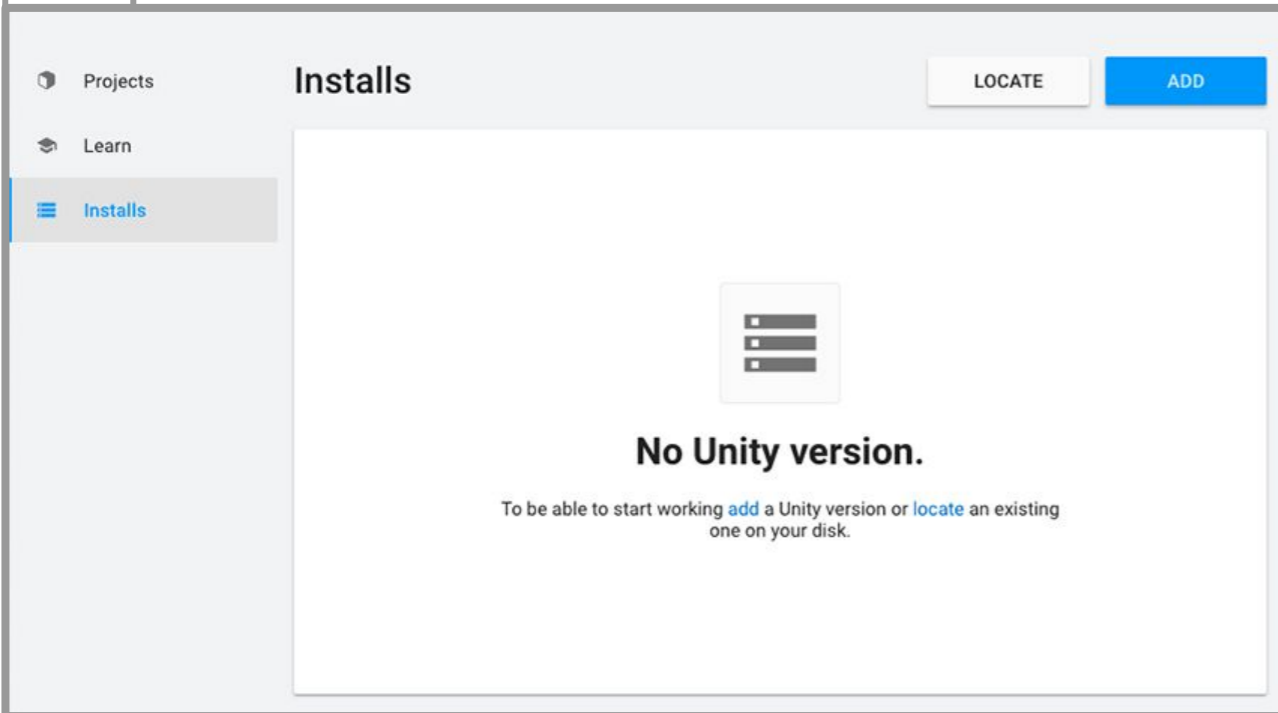 Projects
Learn
Installs
Installs
LOCATE
ADD
No Unity version.
To be able to start working add a Unity version or locate an existing
one on your disk.